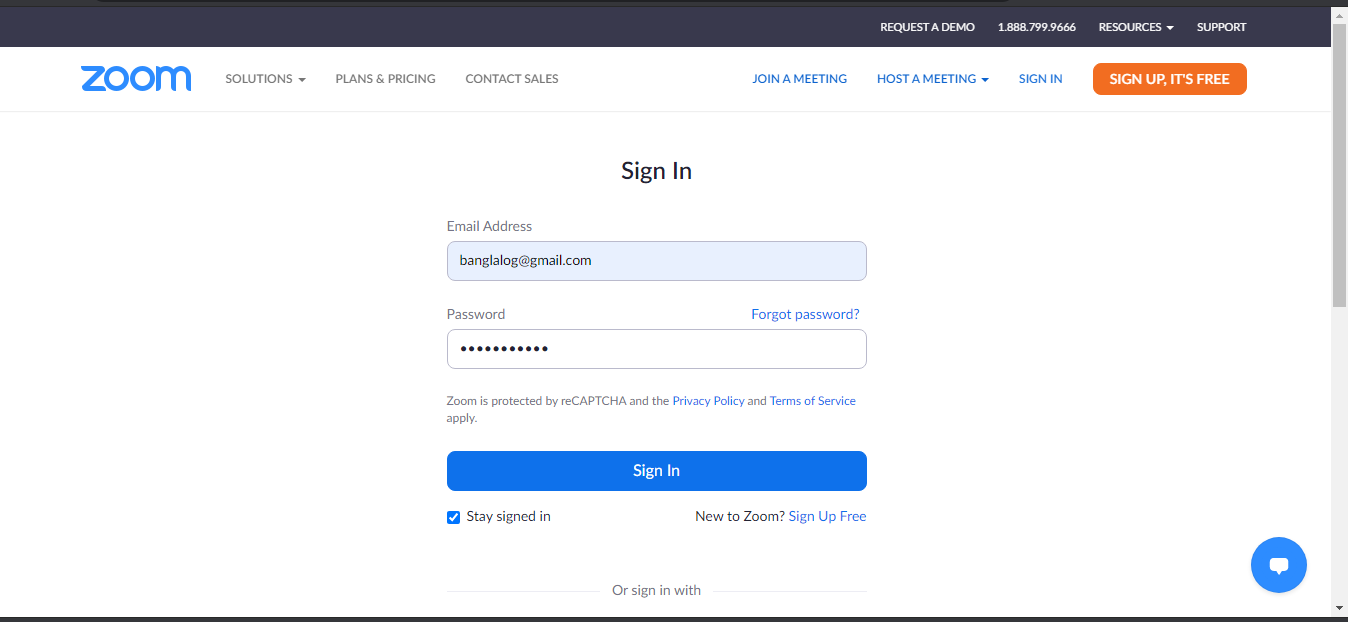 REQUEST A DEMO 1.888.799.9666 RESOURCES SUPPORT
zoom SOLUTIONS PLANS & PRICING CONTACT SALES JOIN A MEETING HOST A MEETING SIGN IN SIGN UP, IT'S FREE
Sign In
Email Address
banglalog@gmail.com
Password Forgot password?
Zoom is protected by reCAPTCHA and the Privacy Policy and Terms of Service
apply.
Sign In
Stay signed in New to Zoom? Sign Up Free
Or sign in with